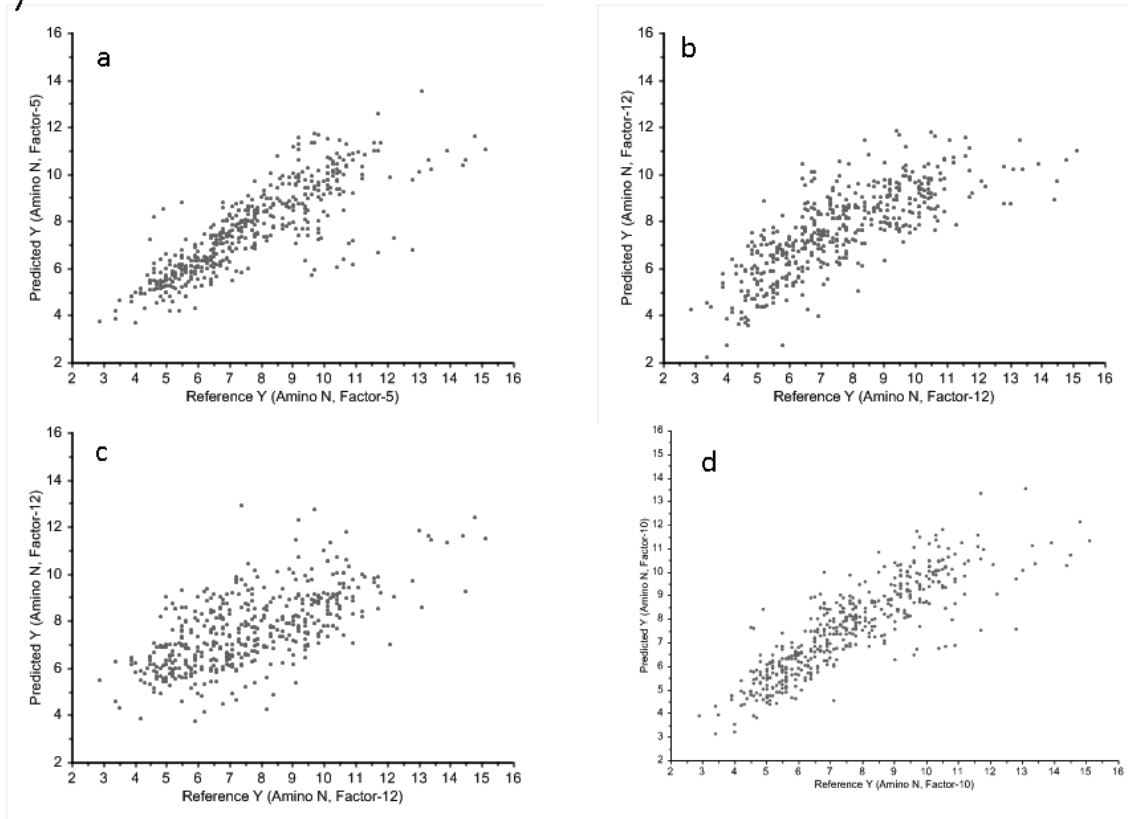 a
16
14
12
10
8
6
4
2
Predicted Y (Amino N, Factor-5)
2 3 4 5 6 7 8 9 10 11 12 13 14 15 16
Reference Y (Amino N, Factor-5)
b
16
14
12
10
8
6
4
2
Predicted Y (Amino N, Factor-12)
2 3 4 5 6 7 8 9 10 11 12 13 14 15 16
Reference Y (Amino N, Factor-12)
c
16
14
12
10
8
6
4
2
Predicted Y (Amino N, Factor-12)
2 3 4 5 6 7 8 9 10 11 12 13 14 15 16
Reference Y (Amino N, Factor-12)
d
16
15
14
13
12
11
10
9
8
7
6
5
4
3
2
Predicted Y (Amino N, Factor-10)
2 3 4 5 6 7 8 9 10 11 12 13 14 15 16
Reference Y (Amino N, Factor-10)